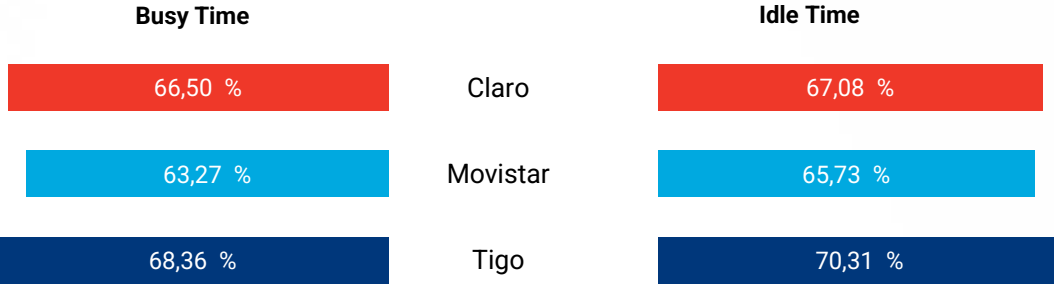 Busy Time Idle Time
66,50 % Claro 67,08 %
63,27 % Movistar 65,73 %
68,36 % Tigo 70,31 %